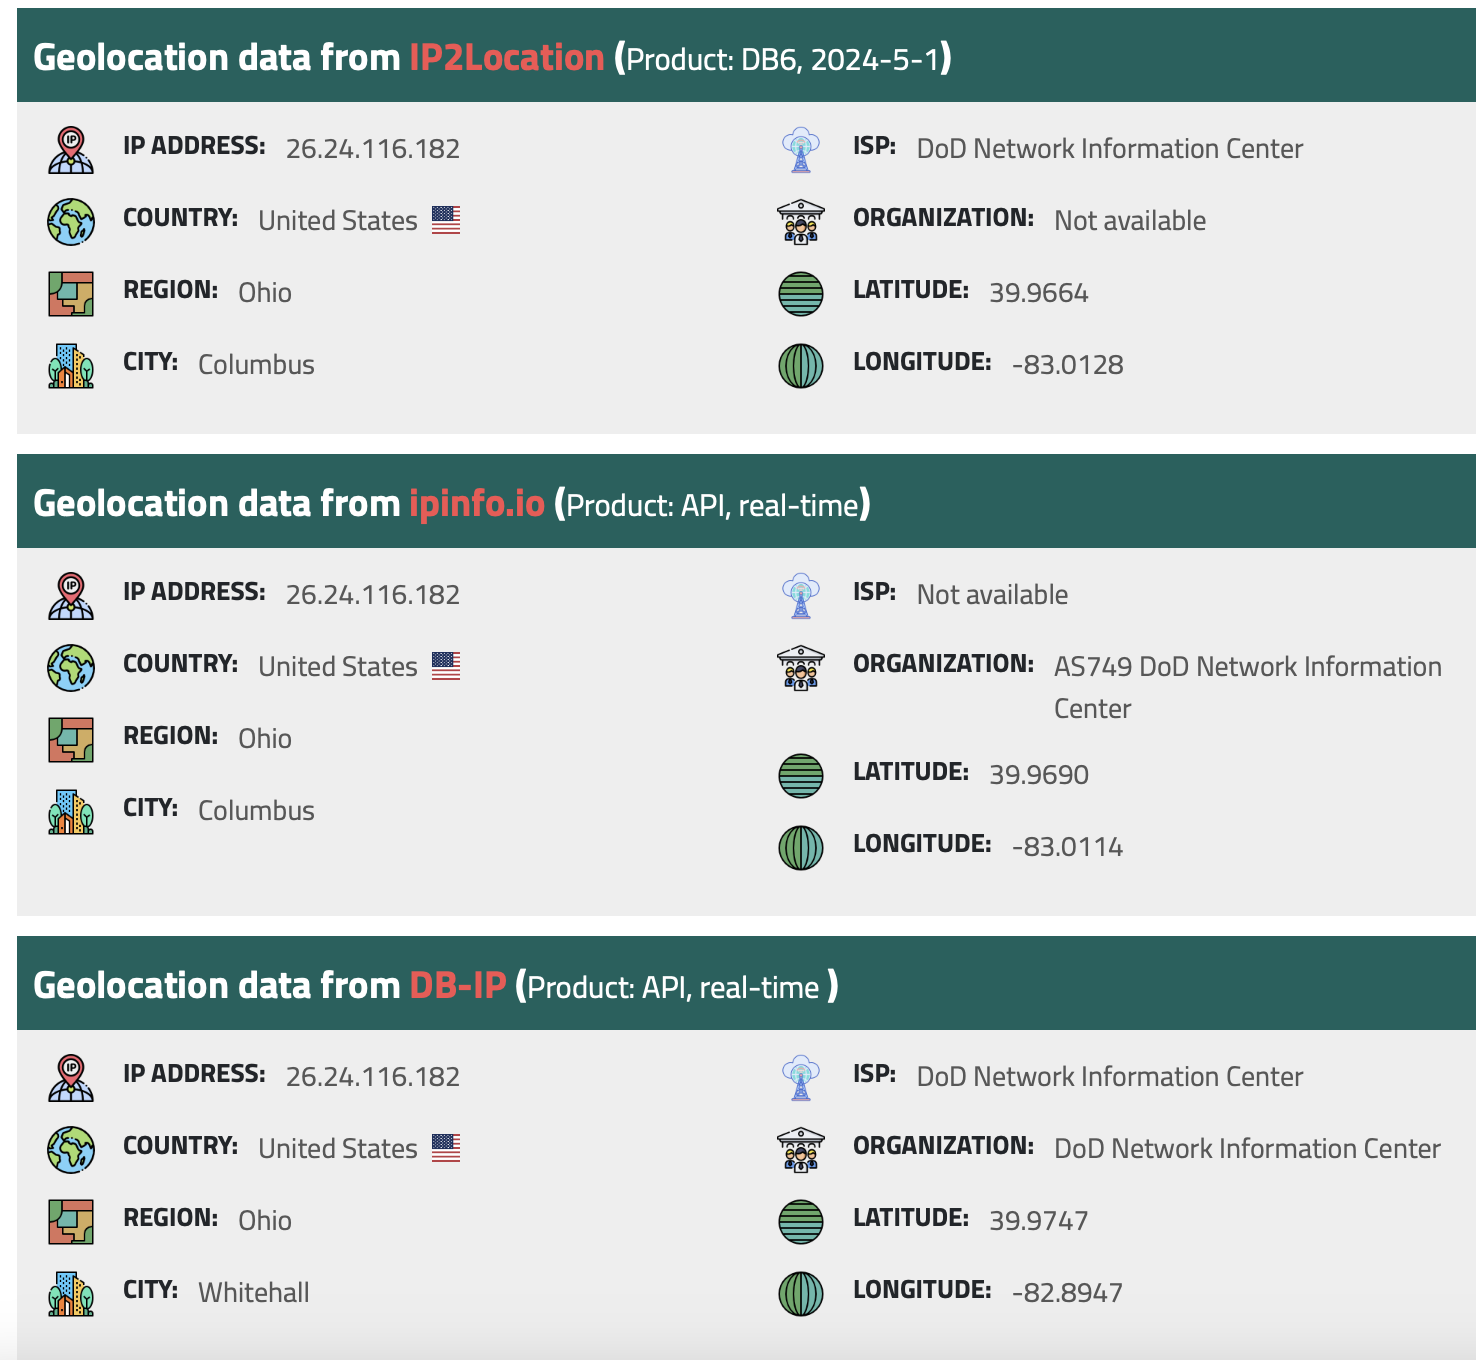 Geolocation data from IP2Location (Product: DB6, 2024-5-1)
IP ADDRESS: 26.24.116.182
COUNTRY: United States
REGION: Ohio
CITY: Columbus
ISP: DoD Network Information Center
ORGANIZATION: Not available
LATITUDE: 39.9664
LONGITUDE: -83.0128
Geolocation data from ipinfo.io (Product: API, real-time)
IP ADDRESS: 26.24.116.182
COUNTRY: United States
REGION: Ohio
CITY: Columbus
ISP: Not available
ORGANIZATION: AS749 DoD Network Information
Center
LATITUDE: 39.9690
LONGITUDE: -83.0114
Geolocation data from DB-IP (Product: API, real-time )
IP ADDRESS: 26.24.116.182
COUNTRY: United States
REGION: Ohio
CITY: Whitehall
ISP: DoD Network Information Center
ORGANIZATION: DoD Network Information Center
LATITUDE: 39.9747
LONGITUDE: -82.8947